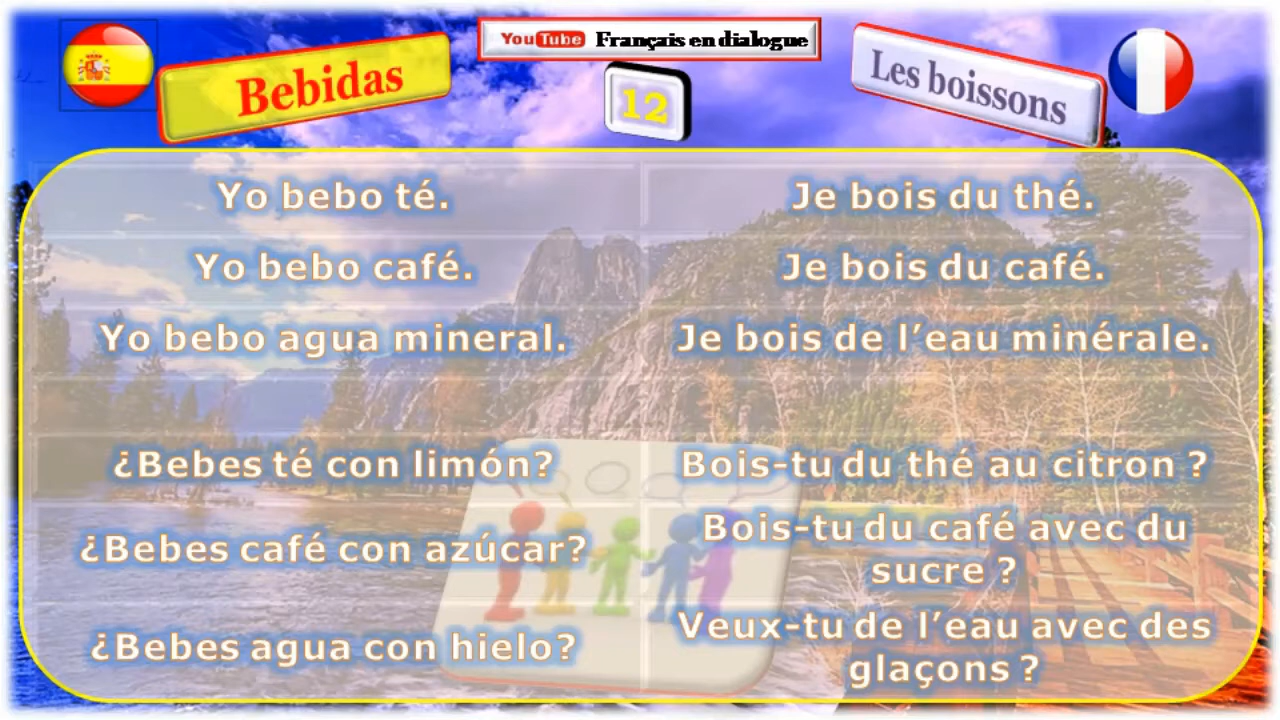 Bebidas
YouTube Français en dialogue
12
Les boissons
Yo bebo té.
Je bois du thé.
Yo bebo café.
Je bois du café.
Yo bebo agua mineral.
Je bois de l’eau minérale.
¿Bebes té con limón?
Bois-tu du thé au citron ?
¿Bebes café con azúcar?
Bois-tu du café avec du
sucre ?
¿Bebes agua con hielo?
Veux-tu de l’eau avec des
glaçons ?